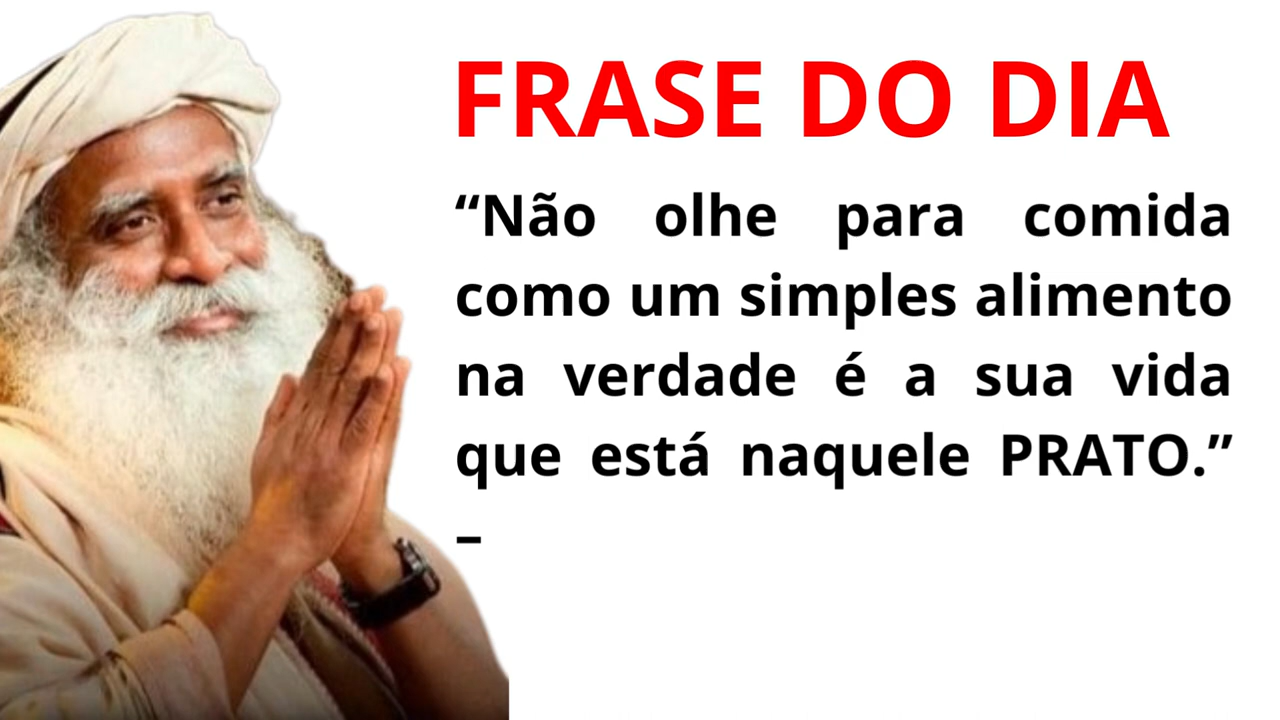 FRASE DO DIA
“Não olhe para comida
como um simples alimento
na verdade é a sua vida
que está naquele PRATO.”
–